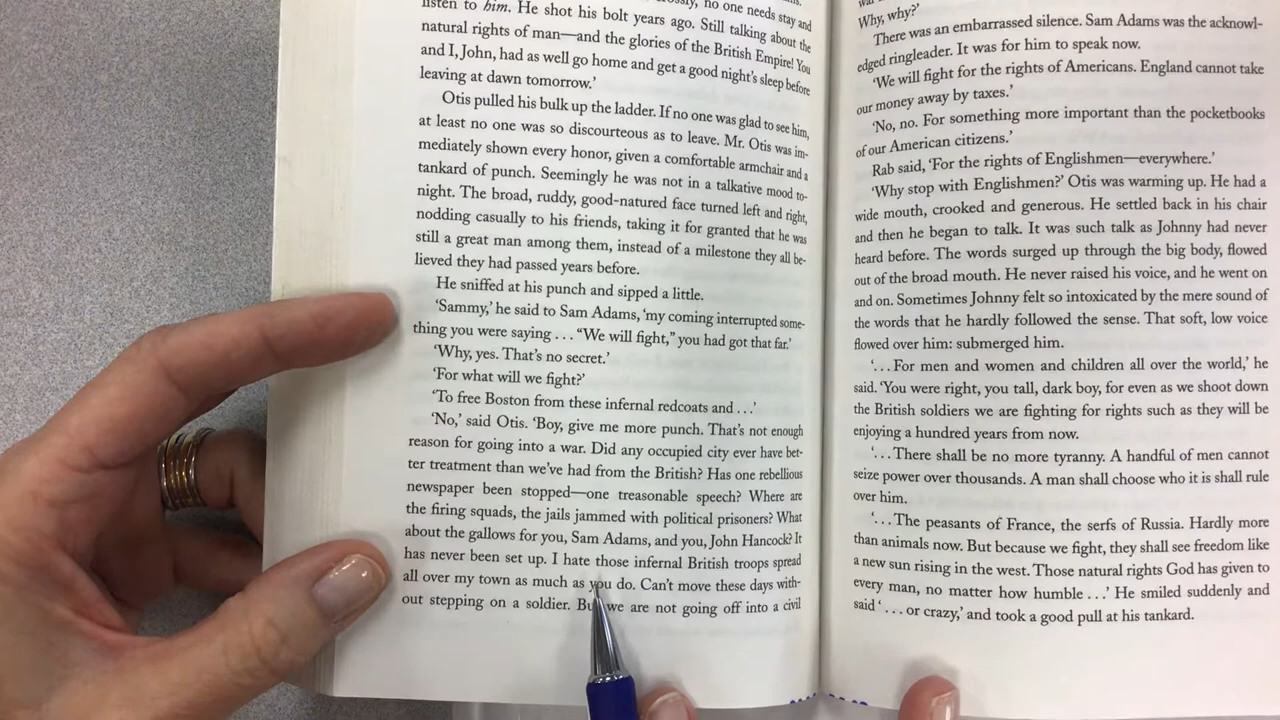 no one needs stay and
listen to him. He shot his bolt years ago. Still talking about the
natural rights of man—and the glories of the British Empire! You
and I, John, had as well go home and get a good night's sleep before
leaving at dawn tomorrow.'
Otis pulled his bulk up the ladder. If no one was glad to see him,
at least no one was so discourteous as to leave. Mr. Otis was im-
mediately shown every honor, given a comfortable armchair and a
tankard of punch. Seemingly he was not in a talkative mood to-
night. The broad, ruddy, good-natured face turned left and right,
nodding casually to his friends, taking it for granted that he was
still a great man among them, instead of a milestone they all be-
lieved they had passed years before.
He sniffed at his punch and sipped a little.
'Sammy,' he said to Sam Adams, 'my coming interrupted some-
thing you were saying . . . "We will fight," you had got that far.'
'Why, yes. That's no secret.'
'For what will we fight?'
'To free Boston from these infernal redcoats and . . .'
'No,' said Otis. 'Boy, give me more punch. That's not enough
reason for going into a war. Did any occupied city ever have bet-
ter treatment than we've had from the British? Has one rebellious
newspaper been stopped—one treasonable speech? Where are
the firing squads, the jails jammed with political prisoners? What
about the gallows for you, Sam Adams, and you, John Hancock? It
has never been set up. I hate those infernal British troops spread
all over my town as much as you do. Can't move these days with-
out stepping on a soldier. But we are not going off into a civil
Why, why?'
There was an embarrassed silence. Sam Adams was the acknowl-
edged ringleader. It was for him to speak now.
'We will fight for the rights of Americans. England cannot take
our money away by taxes.'
'No, no. For something more important than the pocketbooks
of our American citizens.'
Rab said, 'For the rights of Englishmen—everywhere.'
'Why stop with Englishmen?' Otis was warming up. He had a
wide mouth, crooked and generous. He settled back in his chair
and then he began to talk. It was such talk as Johnny had never
heard before. The words surged up through the big body, flowed
out of the broad mouth. He never raised his voice, and he went on
and on. Sometimes Johnny felt so intoxicated by the mere sound of
the words that he hardly followed the sense. That soft, low voice
flowed over him: submerged him.
'. . . For men and women and children all over the world,' he
said. 'You were right, you tall, dark boy, for even as we shoot down
the British soldiers we are fighting for rights such as they will be
enjoying a hundred years from now.
'. . . There shall be no more tyranny. A handful of men cannot
seize power over thousands. A man shall choose who it is shall rule
over him.
'. . . The peasants of France, the serfs of Russia. Hardly more
than animals now. But because we fight, they shall see freedom like
a new sun rising in the west. Those natural rights God has given to
every man, no matter how humble . . .' He smiled suddenly and
said ' . . . or crazy,' and took a good pull at his tankard.